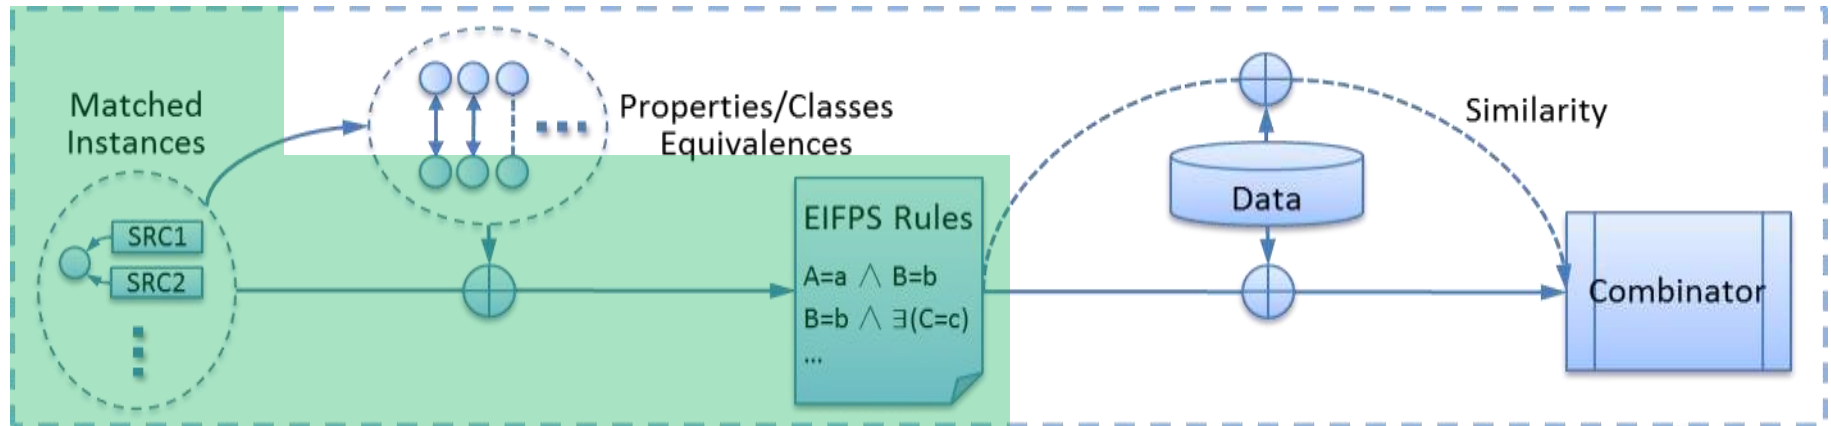 Matched
Instances
SRC1
SRC2
Properties/Classes
Equivalences
EIFPS Rules
A=a ∧ B=b
B=b ∧ ∃(C=c)
...
Data
Similarity
Combinator